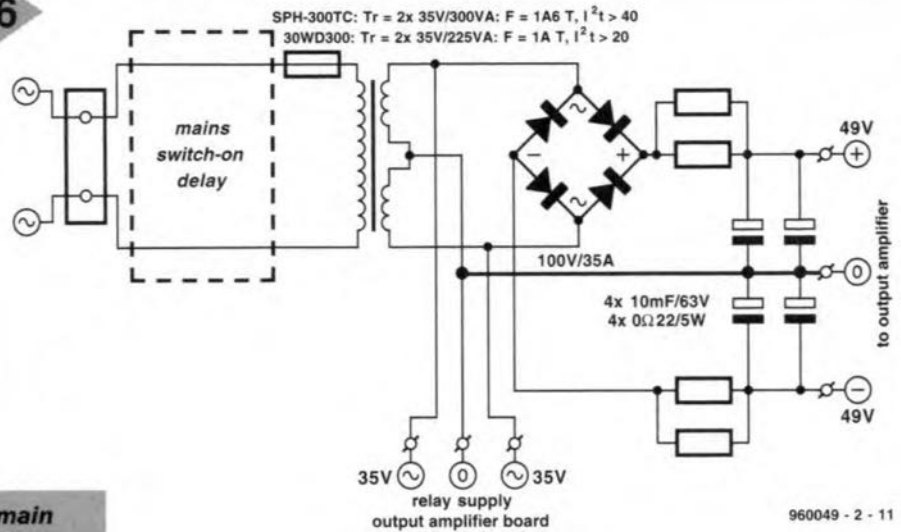 6
SPH-300TC: Tr = 2x 35V/300VA: F = 1A6 T, I²t > 40
30WD300: Tr = 2x 35V/225VA: F = 1A T, I²t > 20
mains
switch-on
delay
~
~
~
~
−
+
49V
+
100V/35A
0
4x 10mF/63V
4x 0Ω22/5W
to output amplifier
−
49V
35V ~ 0 ~ 35V
relay supply
output amplifier board
main
960049 - 2 - 11